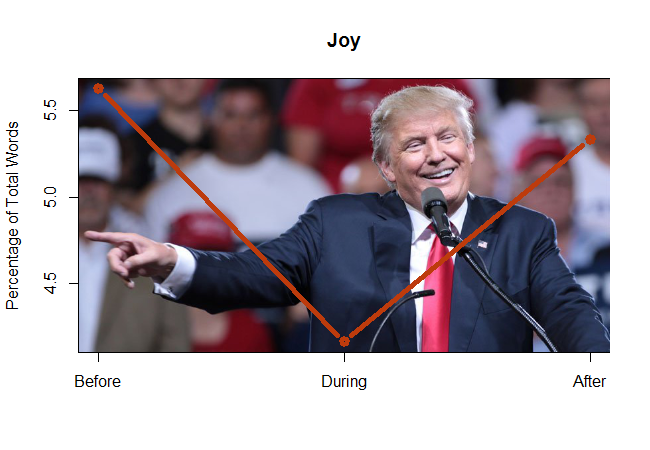 Joy
Percentage of Total Words
5.5
5.0
4.5
Before
During
After